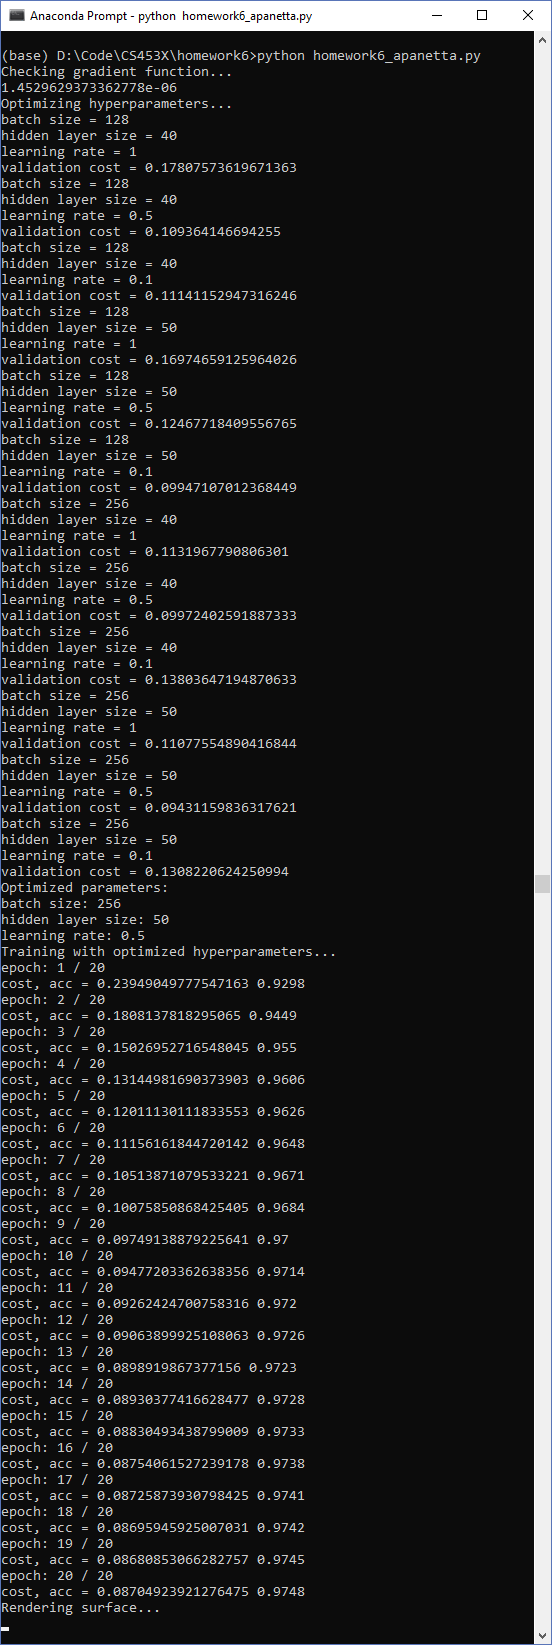 Anaconda Prompt - python homework6_apanetta.py
(base) D:\Code\CS453X\homework6>python homework6_apanetta.py
Checking gradient function...
1.4529629373362778e-06
Optimizing hyperparameters...
batch size = 128
hidden layer size = 40
learning rate = 1
validation cost = 0.17807573619671363
batch size = 128
hidden layer size = 40
learning rate = 0.5
validation cost = 0.109364146694255
batch size = 128
hidden layer size = 40
learning rate = 0.1
validation cost = 0.11141152947316246
batch size = 128
hidden layer size = 50
learning rate = 1
validation cost = 0.16974659125964026
batch size = 128
hidden layer size = 50
learning rate = 0.5
validation cost = 0.12467718409556765
batch size = 128
hidden layer size = 50
learning rate = 0.1
validation cost = 0.09947107012368449
batch size = 256
hidden layer size = 40
learning rate = 1
validation cost = 0.1131967790806301
batch size = 256
hidden layer size = 40
learning rate = 0.5
validation cost = 0.09972402591887333
batch size = 256
hidden layer size = 40
learning rate = 0.1
validation cost = 0.13803647194870633
batch size = 256
hidden layer size = 50
learning rate = 1
validation cost = 0.11077554890416844
batch size = 256
hidden layer size = 50
learning rate = 0.5
validation cost = 0.09431159836317621
batch size = 256
hidden layer size = 50
learning rate = 0.1
validation cost = 0.1308220624250994
Optimized parameters:
batch size: 256
hidden layer size: 50
learning rate: 0.5
Training with optimized hyperparameters...
epoch: 1 / 20
cost, acc = 0.23949049777547163 0.9298
epoch: 2 / 20
cost, acc = 0.1808137818295065 0.9449
epoch: 3 / 20
cost, acc = 0.15026952716548045 0.955
epoch: 4 / 20
cost, acc = 0.13144981690373903 0.9606
epoch: 5 / 20
cost, acc = 0.12011130111833553 0.9626
epoch: 6 / 20
cost, acc = 0.11156161844720142 0.9648
epoch: 7 / 20
cost, acc = 0.10513871079533221 0.9671
epoch: 8 / 20
cost, acc = 0.10075850868425405 0.9684
epoch: 9 / 20
cost, acc = 0.09749138879225641 0.97
epoch: 10 / 20
cost, acc = 0.09477203362638356 0.9714
epoch: 11 / 20
cost, acc = 0.09262424700758316 0.972
epoch: 12 / 20
cost, acc = 0.09063899925108063 0.9726
epoch: 13 / 20
cost, acc = 0.0898919867377156 0.9723
epoch: 14 / 20
cost, acc = 0.08930377416628477 0.9728
epoch: 15 / 20
cost, acc = 0.08830493438799009 0.9733
epoch: 16 / 20
cost, acc = 0.08754061527239178 0.9738
epoch: 17 / 20
cost, acc = 0.08725873930798425 0.9741
epoch: 18 / 20
cost, acc = 0.08695945925007031 0.9742
epoch: 19 / 20
cost, acc = 0.08680853066282757 0.9745
epoch: 20 / 20
cost, acc = 0.08704923921276475 0.9748
Rendering surface...